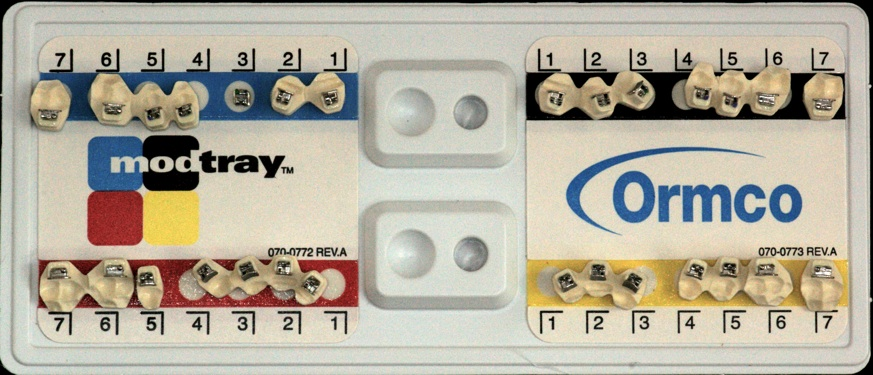 7 6 5 4 3 2 1
1 2 3 4 5 6 7
modtray™
Ormco
070-0772 REV.A
070-0773 REV.A
7 6 5 4 3 2 1
1 2 3 4 5 6 7